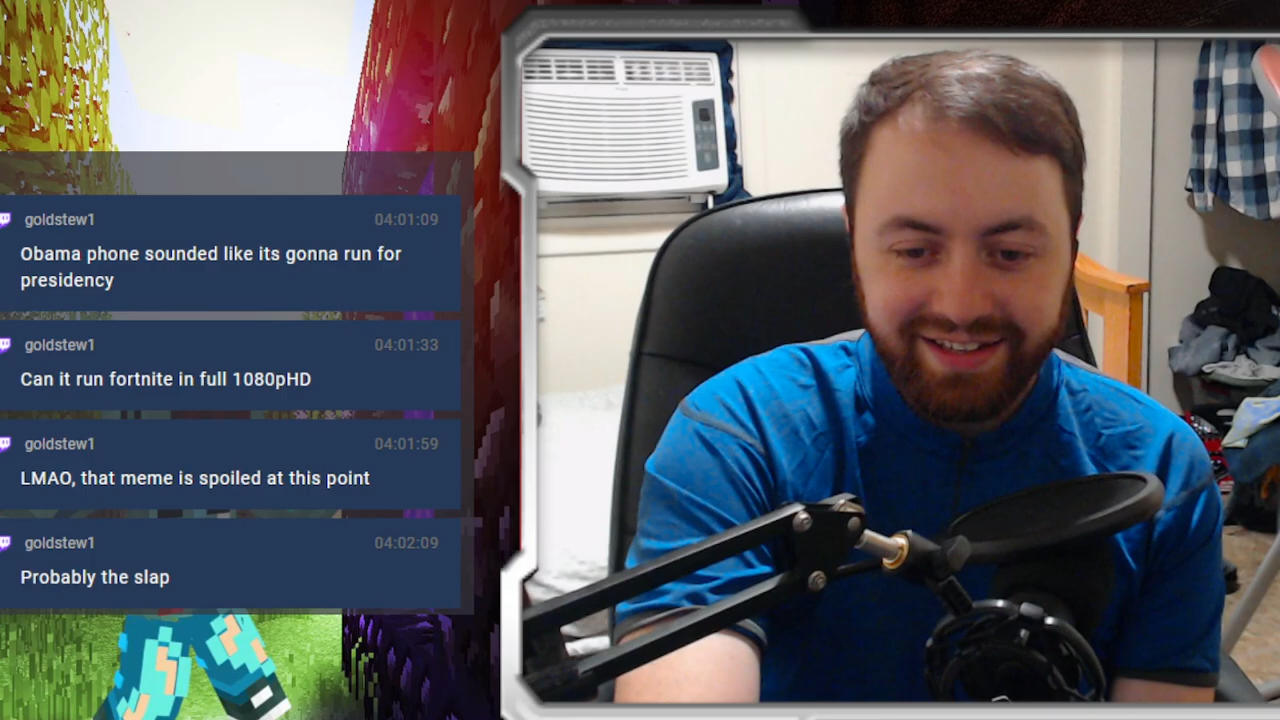 goldstew1 04:01:09
Obama phone sounded like its gonna run for
presidency
goldstew1 04:01:33
Can it run fortnite in full 1080pHD
goldstew1 04:01:59
LMAO, that meme is spoiled at this point
goldstew1 04:02:09
Probably the slap